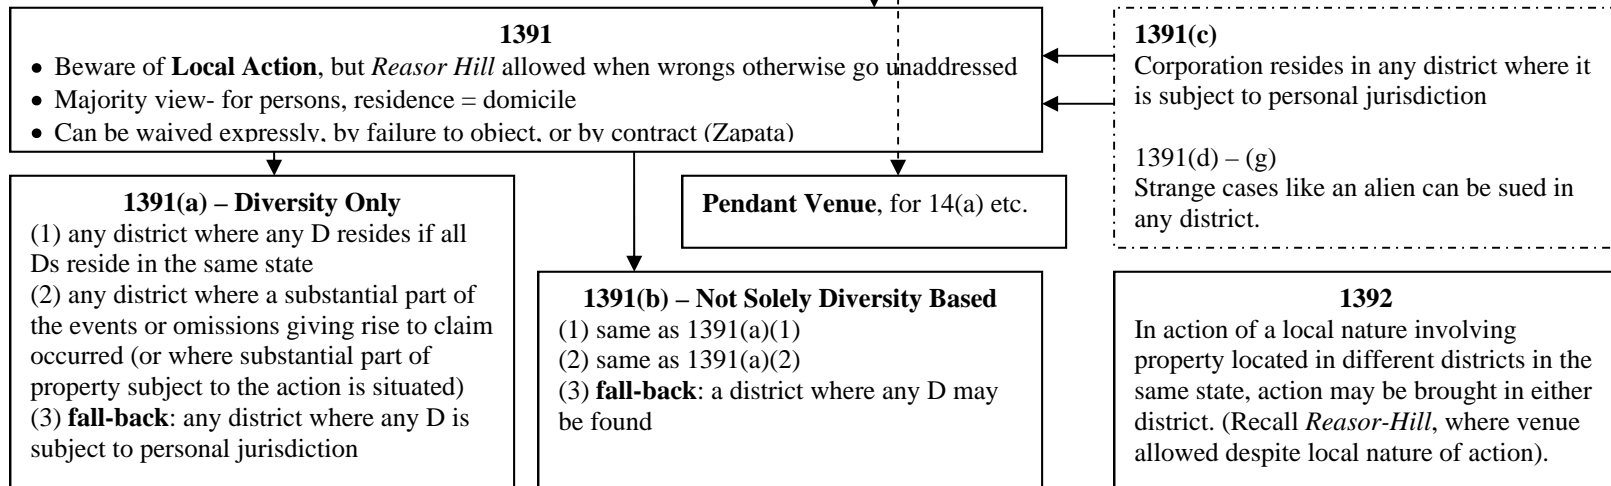 1391
• Beware of Local Action, but Reasor Hill allowed when wrongs otherwise go unaddressed
• Majority view- for persons, residence = domicile
• Can be waived expressly, by failure to object, or by contract (Zapata)
1391(c)
Corporation resides in any district where it
is subject to personal jurisdiction
1391(d) – (g)
Strange cases like an alien can be sued in
any district.
1391(a) – Diversity Only
(1) any district where any D resides if all
Ds reside in the same state
(2) any district where a substantial part of
the events or omissions giving rise to claim
occurred (or where substantial part of
property subject to the action is situated)
(3) fall-back: any district where any D is
subject to personal jurisdiction
Pendant Venue, for 14(a) etc.
1391(b) – Not Solely Diversity Based
(1) same as 1391(a)(1)
(2) same as 1391(a)(2)
(3) fall-back: a district where any D may
be found
1392
In action of a local nature involving
property located in different districts in the
same state, action may be brought in either
district. (Recall Reasor-Hill, where venue
allowed despite local nature of action).